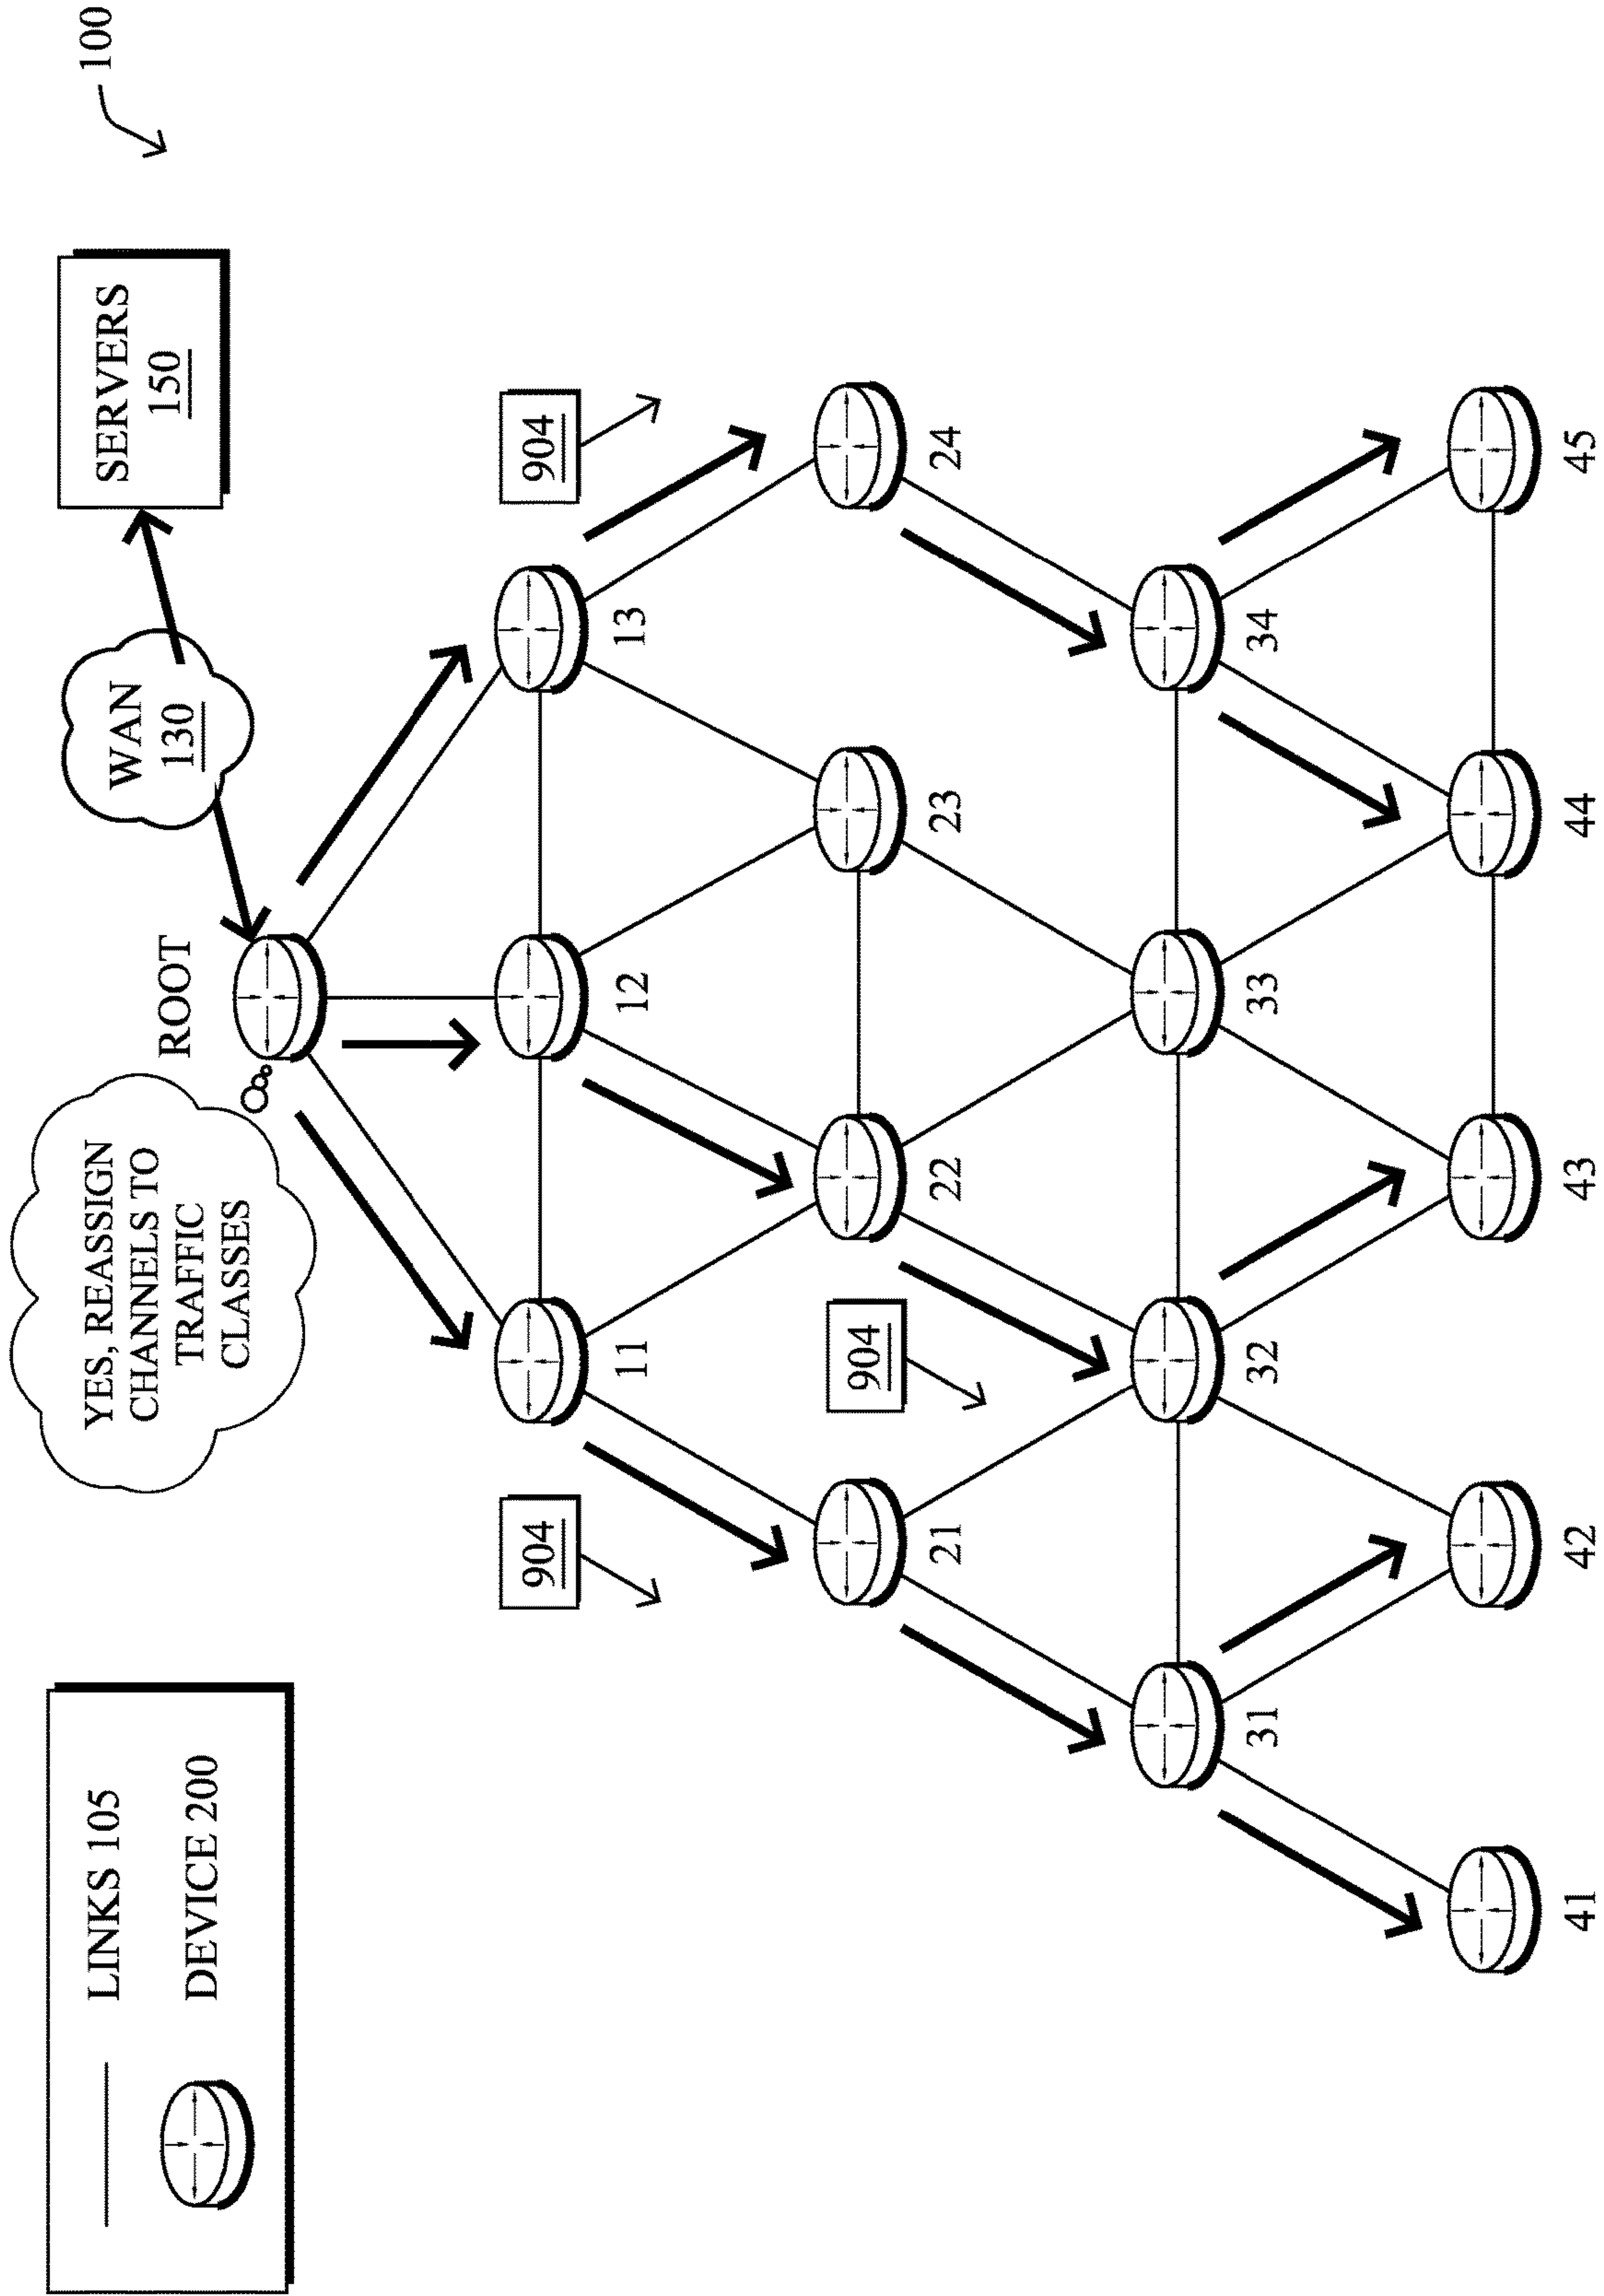 LINKS 105
DEVICE 200
YES, REASSIGN
CHANNELS TO
TRAFFIC
CLASSES
ROOT
WAN
130
SERVERS
150
100
904
904
904
11
12
13
21
22
23
24
31
32
33
34
41
42
43
44
45